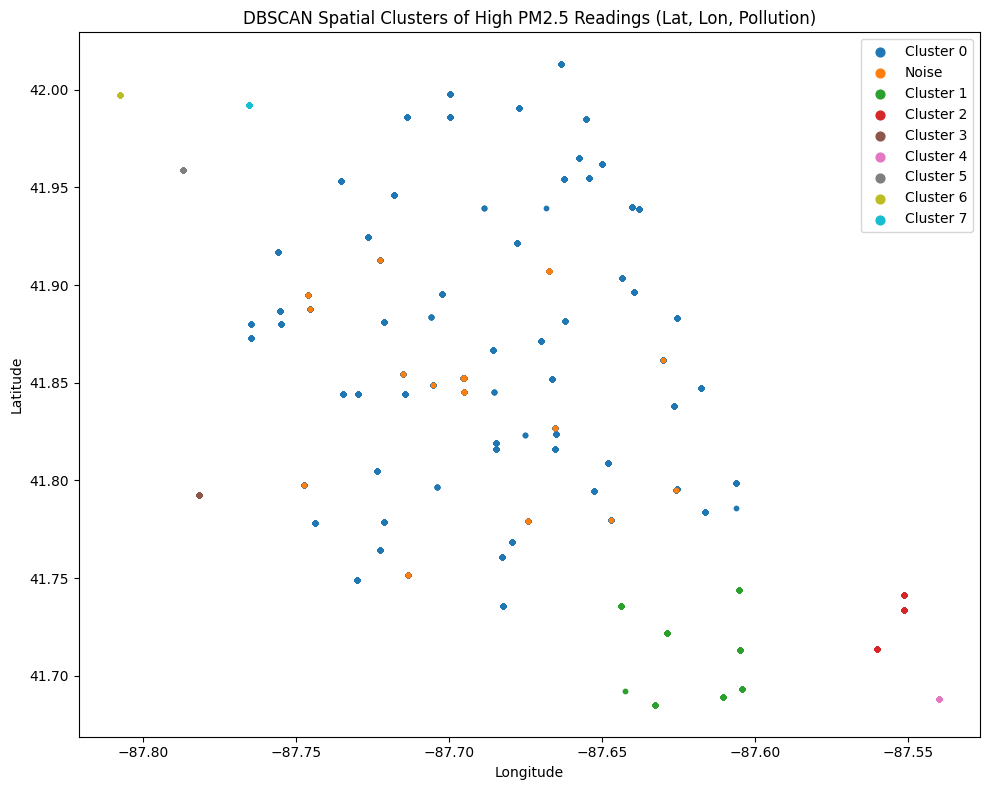 DBSCAN Spatial Clusters of High PM2.5 Readings (Lat, Lon, Pollution)
Cluster 0
Noise
Cluster 1
Cluster 2
Cluster 3
Cluster 4
Cluster 5
Cluster 6
Cluster 7
42.00
41.95
41.90
41.85
41.80
41.75
41.70
Latitude
−87.80
−87.75
−87.70
−87.65
−87.60
−87.55
Longitude